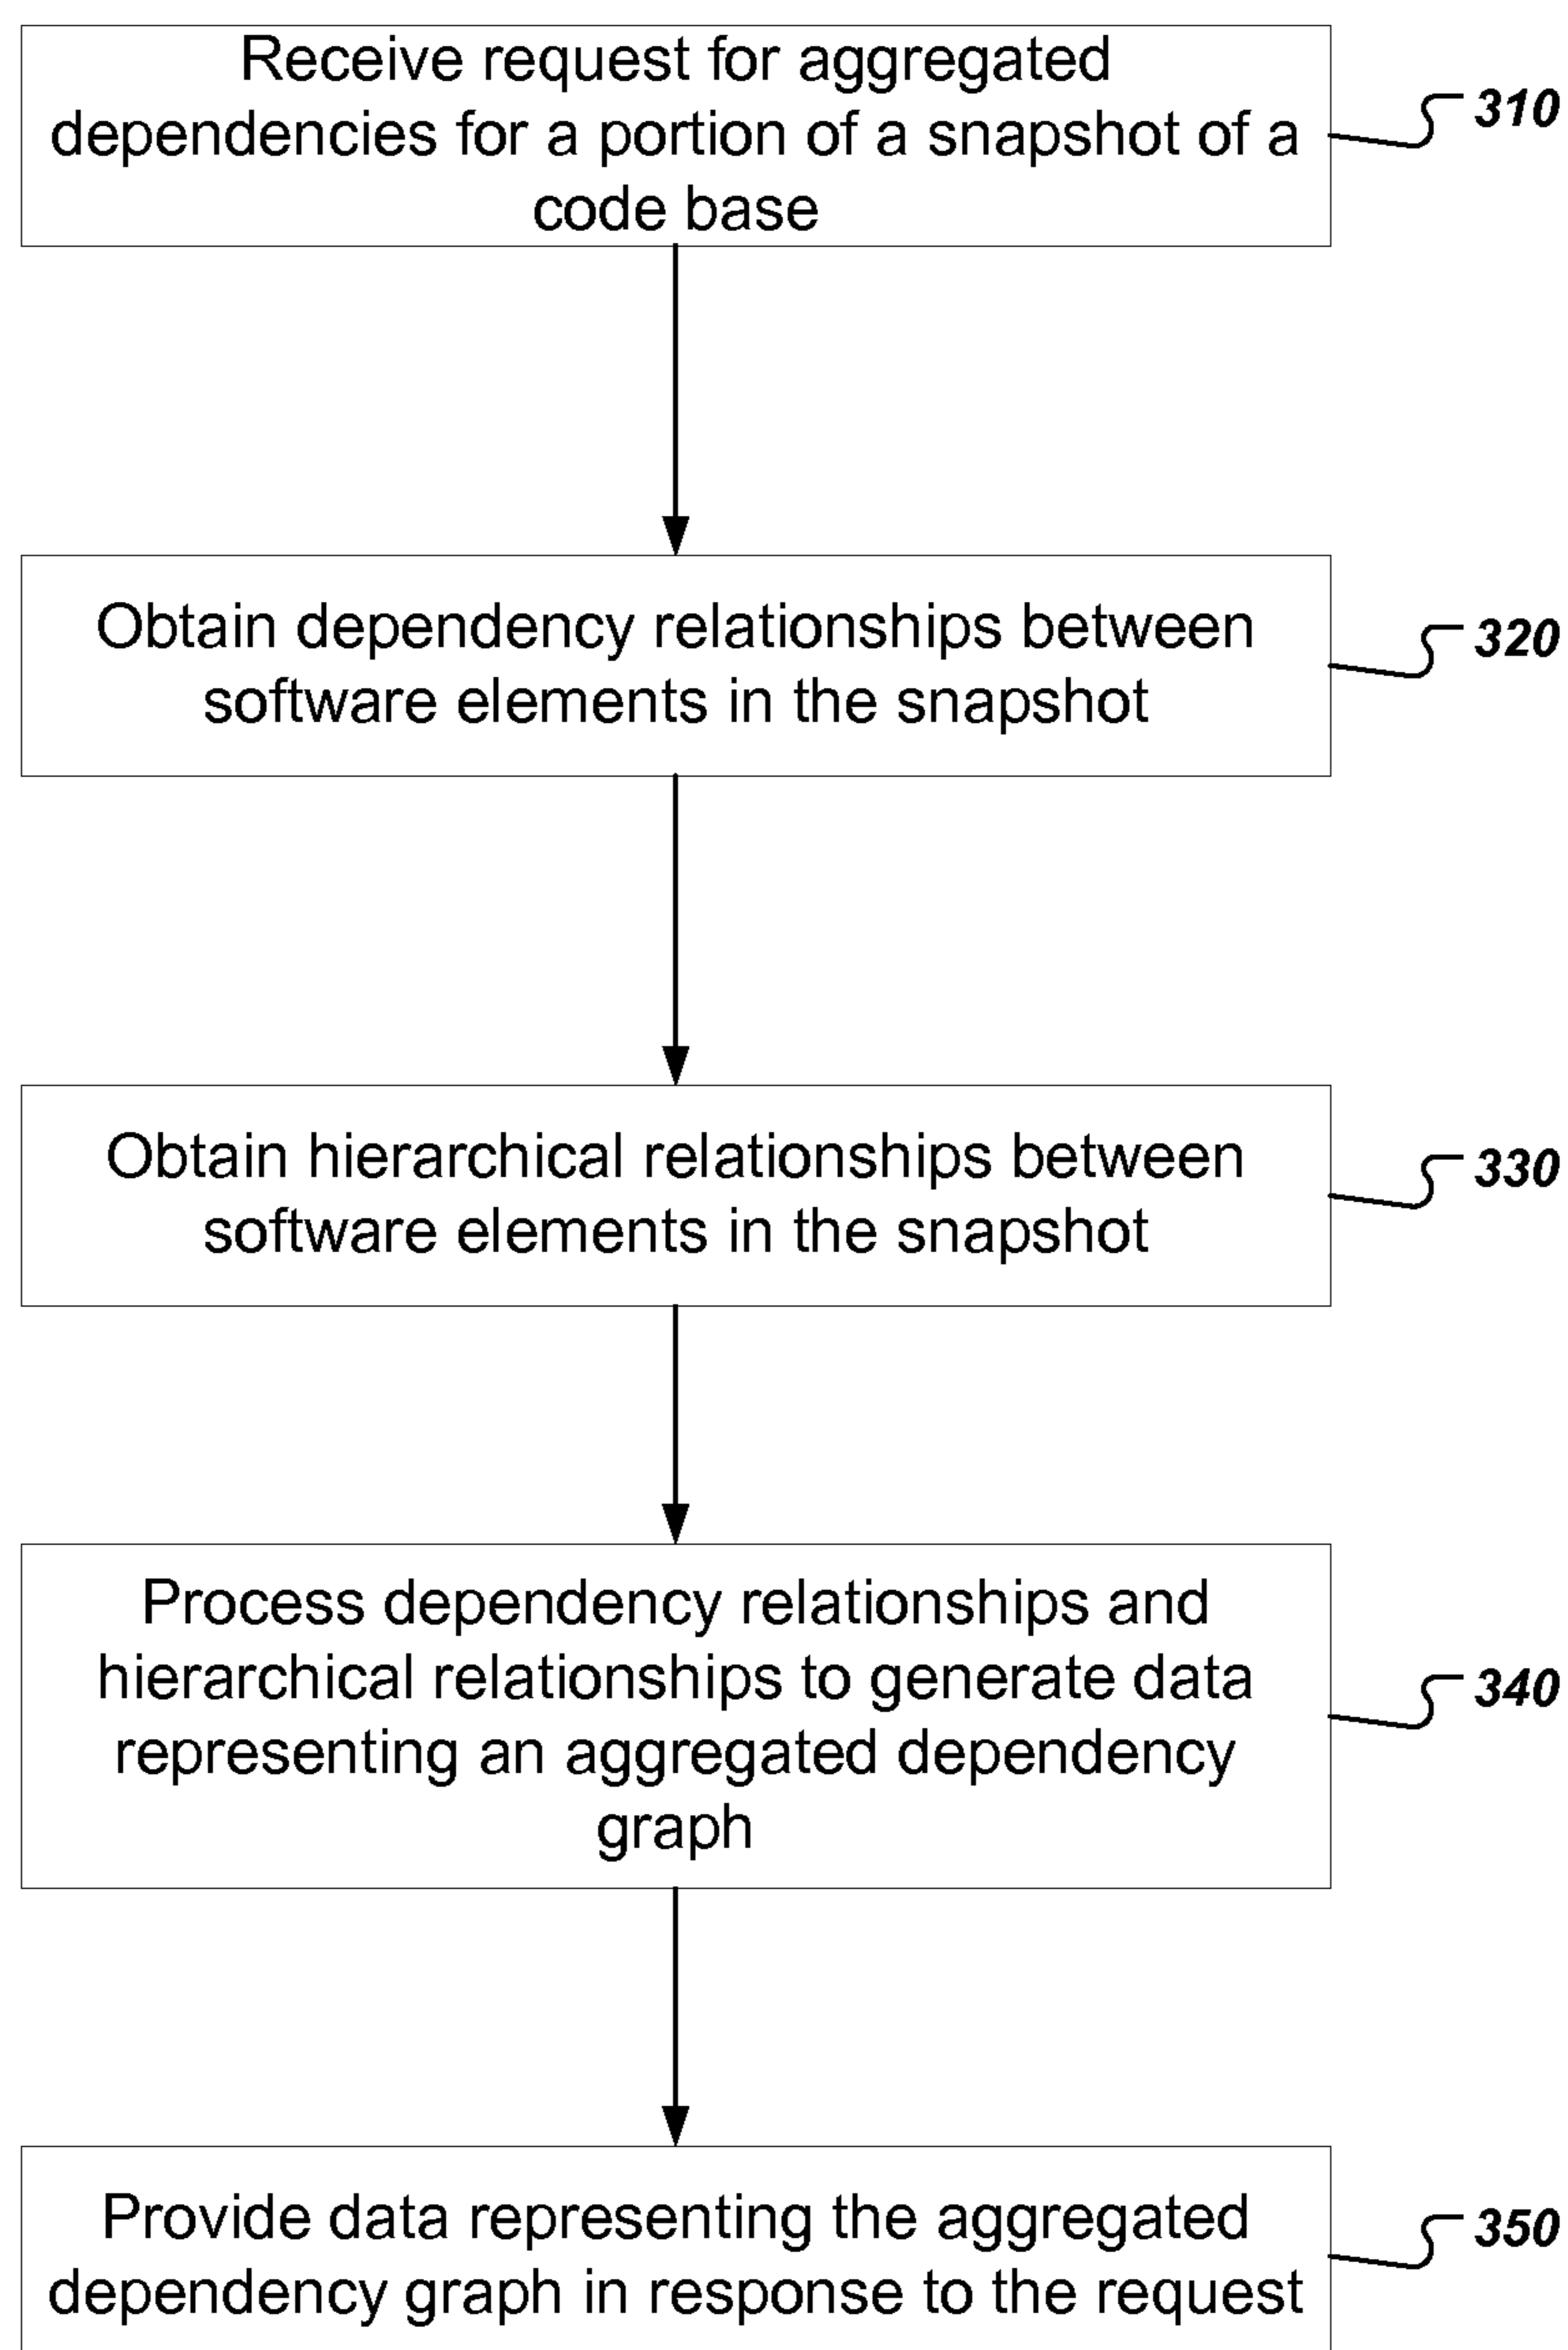 Receive request for aggregated
dependencies for a portion of a snapshot of a
code base
310
Obtain dependency relationships between
software elements in the snapshot
320
Obtain hierarchical relationships between
software elements in the snapshot
330
Process dependency relationships and
hierarchical relationships to generate data
representing an aggregated dependency
graph
340
Provide data representing the aggregated
dependency graph in response to the request
350